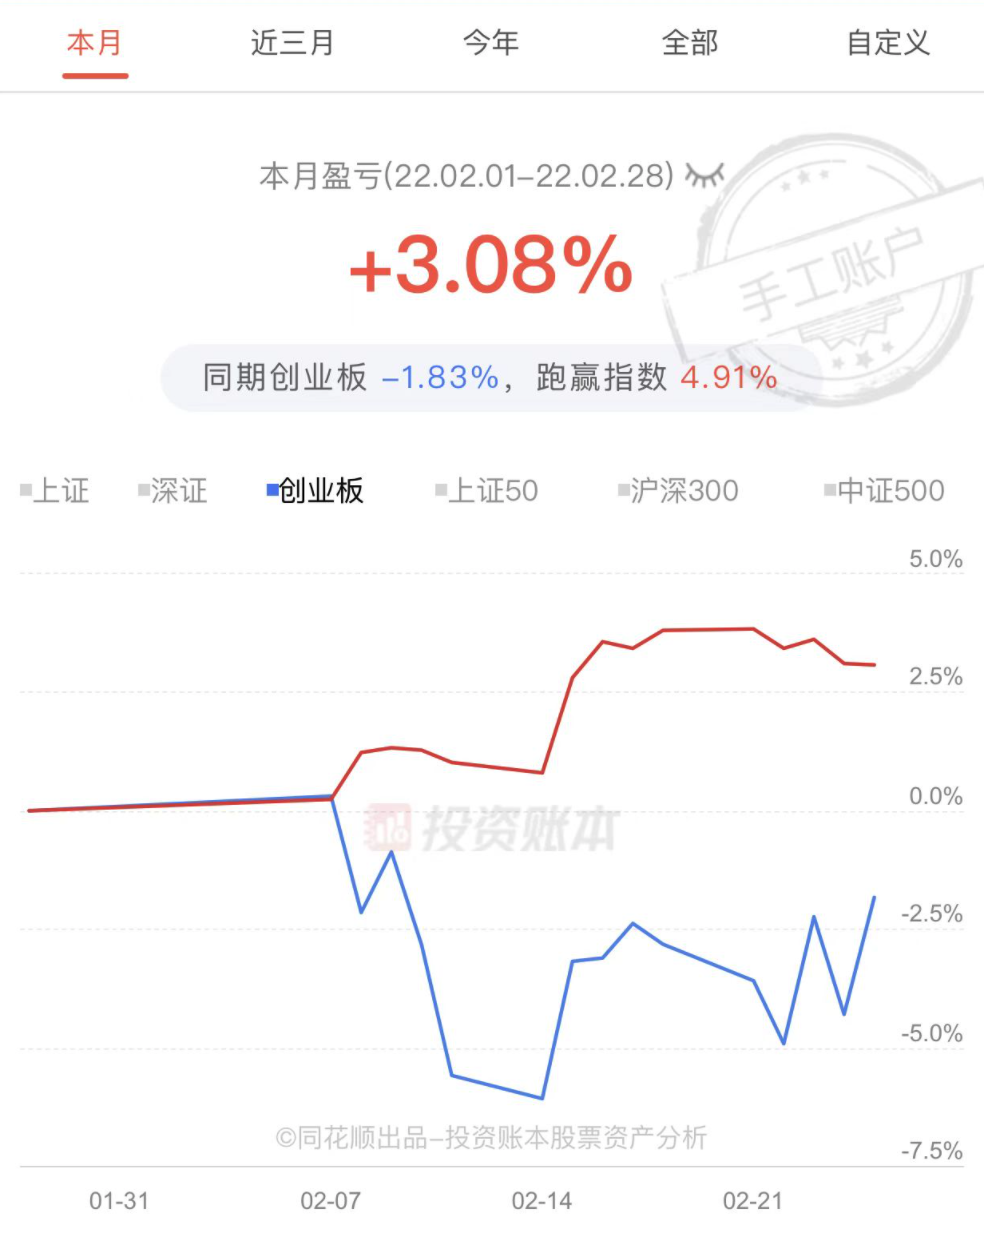 本月 近三月 今年 全部 自定义
本月盈亏(22.02.01–22.02.28)
+3.08%
手工账户
同期创业板 –1.83%，跑赢指数 4.91%
上证 深证 创业板 上证50 沪深300 中证500
5.0%
2.5%
0.0%
投资账本
-2.5%
-5.0%
©同花顺出品–投资账本股票资产分析
-7.5%
01-31 02-07 02-14 02-21